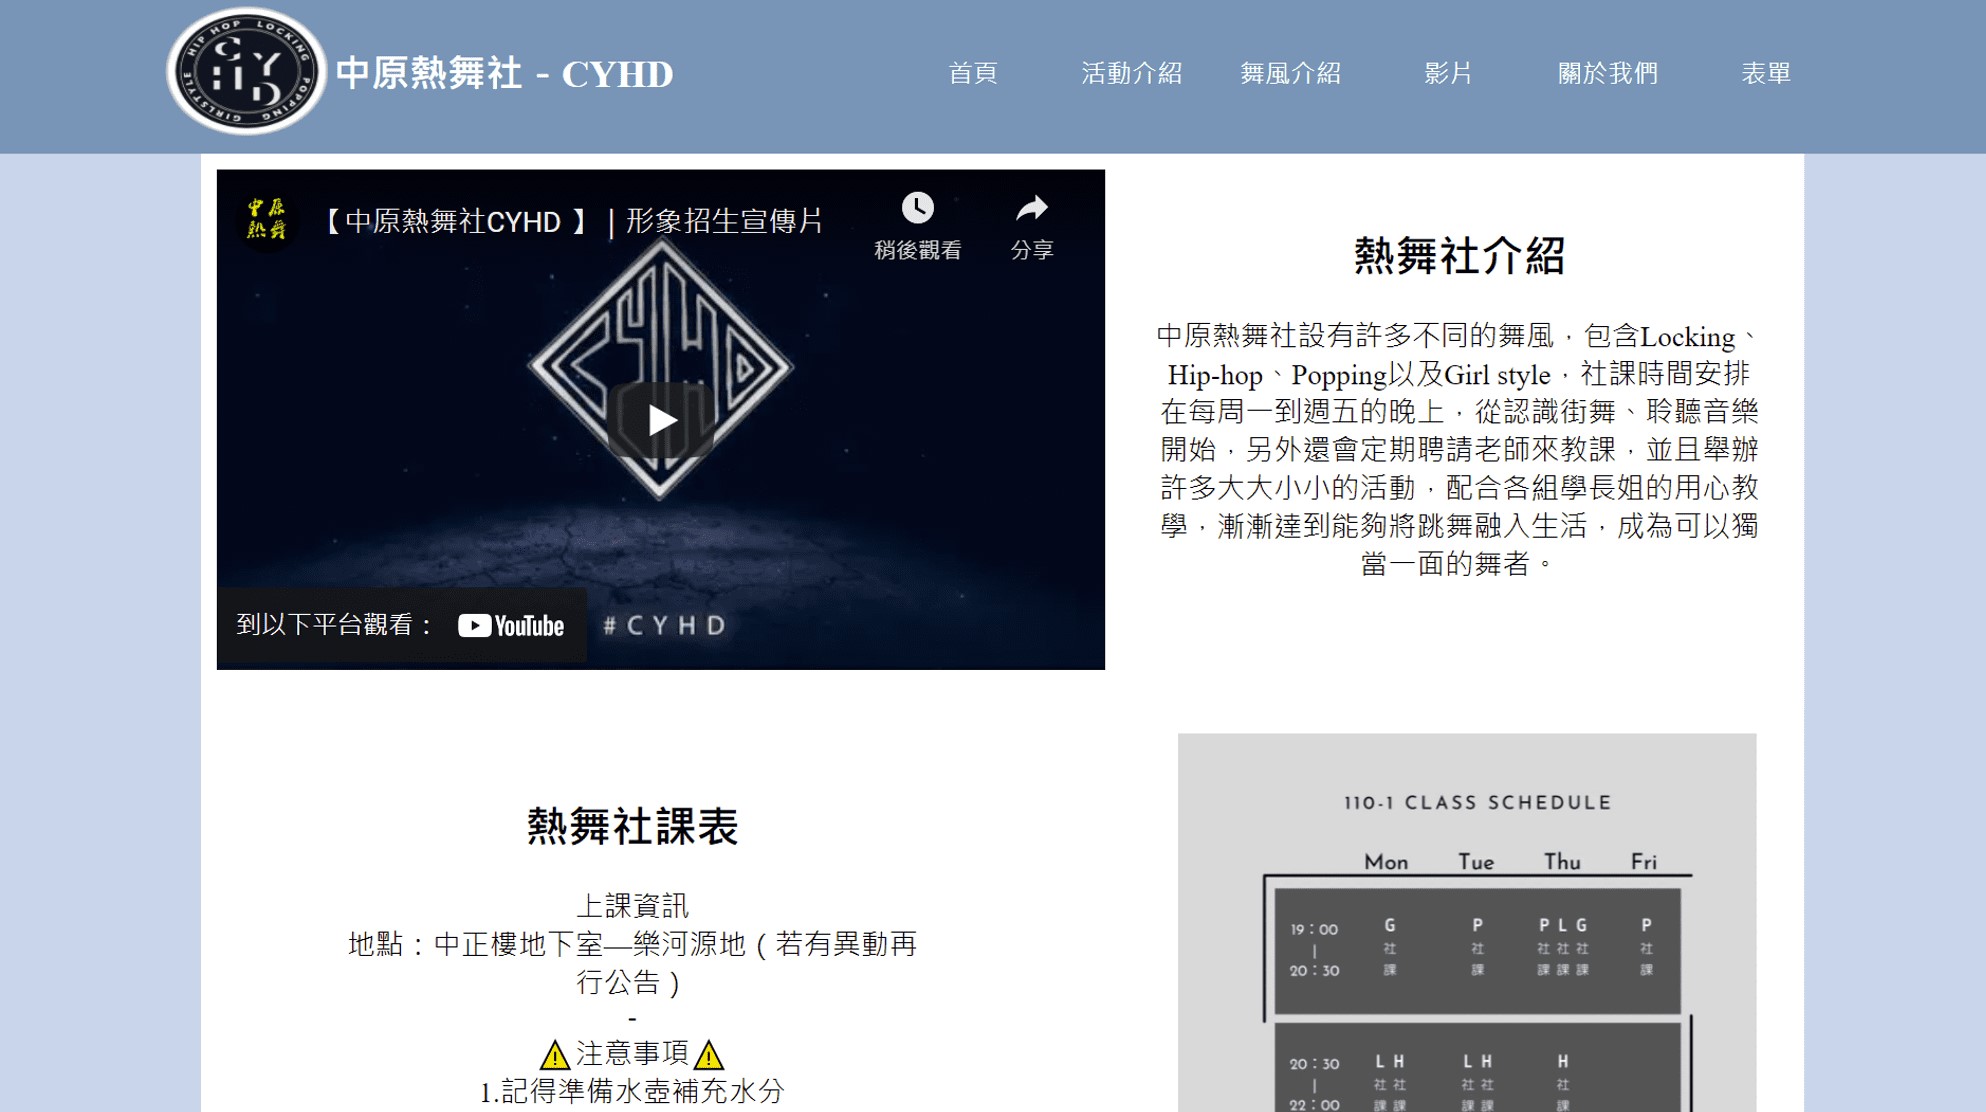 HIP HOP LOCKING POPPING GIRLSTYLE
CYHD
中原熱舞社 - CYHD
首頁 活動介紹 舞風介紹 影片 關於我們 表單
中原
熱舞
【中原熱舞社CYHD 】 | 形象招生宣傳片
稍後觀看 分享
CYHD
到以下平台觀看： YouTube
#CYHD
熱舞社介紹
中原熱舞社設有許多不同的舞風，包含Locking、
Hip-hop、Popping以及Girl style，社課時間安排
在每周一到週五的晚上，從認識街舞、聆聽音樂
開始，另外還會定期聘請老師來教課，並且舉辦
許多大大小小的活動，配合各組學長姐的用心教
學，漸漸達到能夠將跳舞融入生活，成為可以獨
當一面的舞者。
熱舞社課表
上課資訊
地點：中正樓地下室—樂河源地（若有異動再
行公告）
-
⚠注意事項⚠
1.記得準備水壺補充水分
110-1 CLASS SCHEDULE
Mon Tue Thu Fri
19:00 G P P L G P
| 社 社 社 社 社 社
20:30 課 課 課 課 課 課
20:30 L H L H H
| 社 社 社 社 社
22:00 課 課 課 課 課